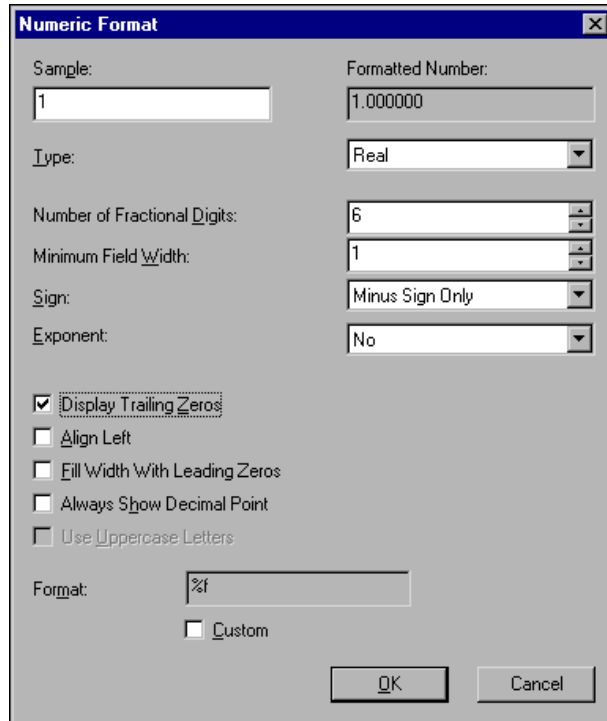 Numeric Format
Sample: Formatted Number:
1 1.000000
Type: Real
Number of Fractional Digits: 6
Minimum Field Width: 1
Sign: Minus Sign Only
Exponent: No
Display Trailing Zeros
Align Left
Fill Width With Leading Zeros
Always Show Decimal Point
Use Uppercase Letters
Format: %f
Custom
OK Cancel